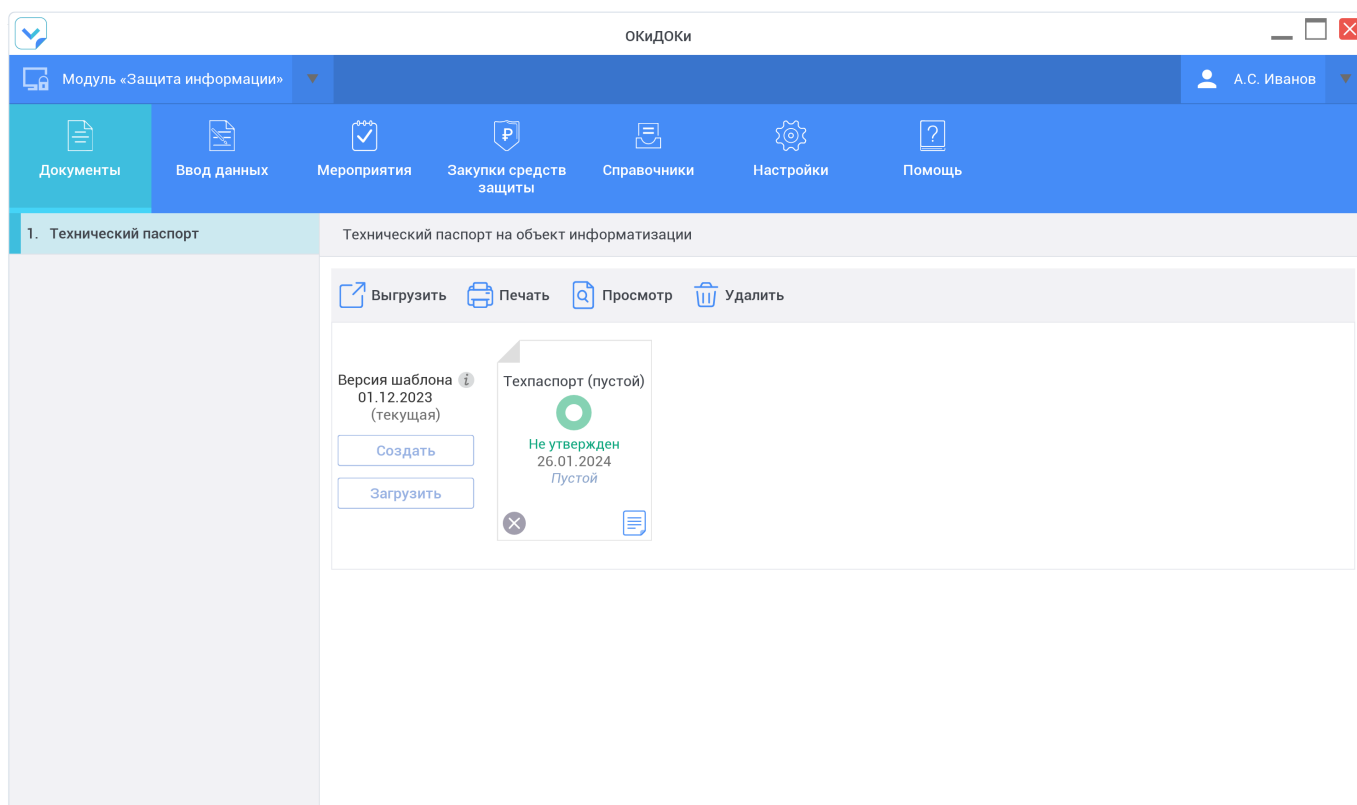 ОКиДОКи
Модуль «Защита информации»
А.С. Иванов
Документы
Ввод данных
Мероприятия
Закупки средств
защиты
Справочники
Настройки
Помощь
1. Технический паспорт
Технический паспорт на объект информатизации
Выгрузить
Печать
Просмотр
Удалить
Версия шаблона i
01.12.2023
(текущая)
Создать
Загрузить
Техпаспорт (пустой)
Не утвержден
26.01.2024
Пустой